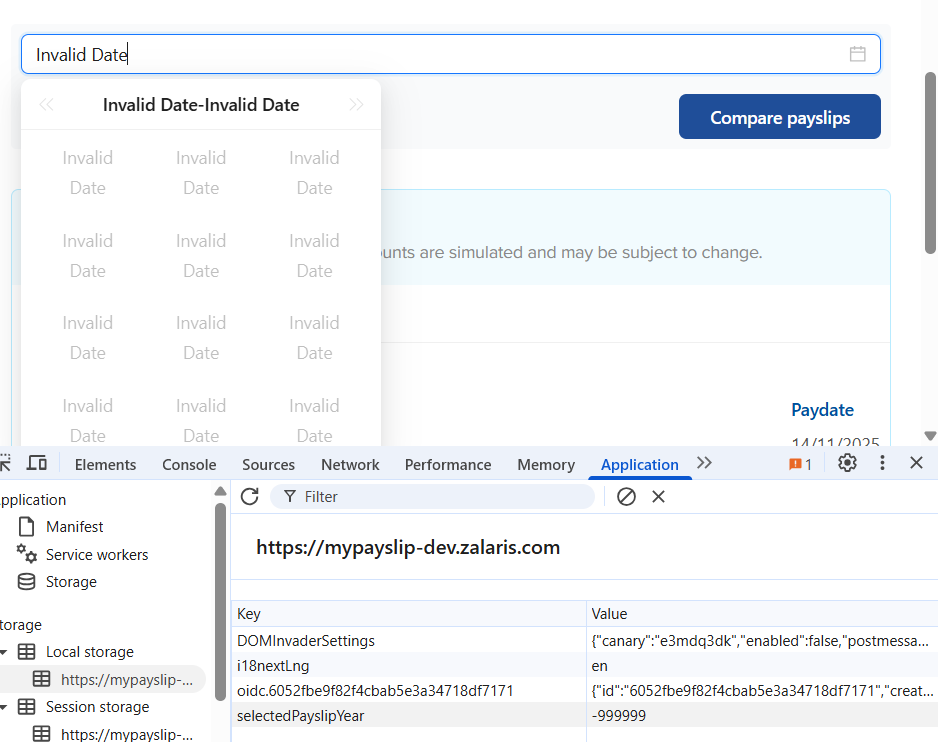 Invalid Date
Invalid Date-Invalid Date
Compare payslips
Invalid Invalid Invalid
Date Date Date
Invalid Invalid Invalid
Date Date Date
unts are simulated and may be subject to change.
Invalid Invalid Invalid
Date Date Date
Invalid Invalid Invalid
Date Date Date
Paydate
14/11/2025
Elements Console Sources Network Performance Memory Application 1
pplication
Filter
Manifest
Service workers
Storage
https://mypayslip-dev.zalaris.com
torage
Key Value
Local storage
DOMInvaderSettings {"canary":"e3mdq3dk","enabled":false,"postmessa...
https://mypayslip-...
i18nextLng en
Session storage
oidc.6052fbe9f82f4cbab5e3a34718df7171 {"id":"6052fbe9f82f4cbab5e3a34718df7171","creat...
https://mypayslip-...
selectedPayslipYear -999999